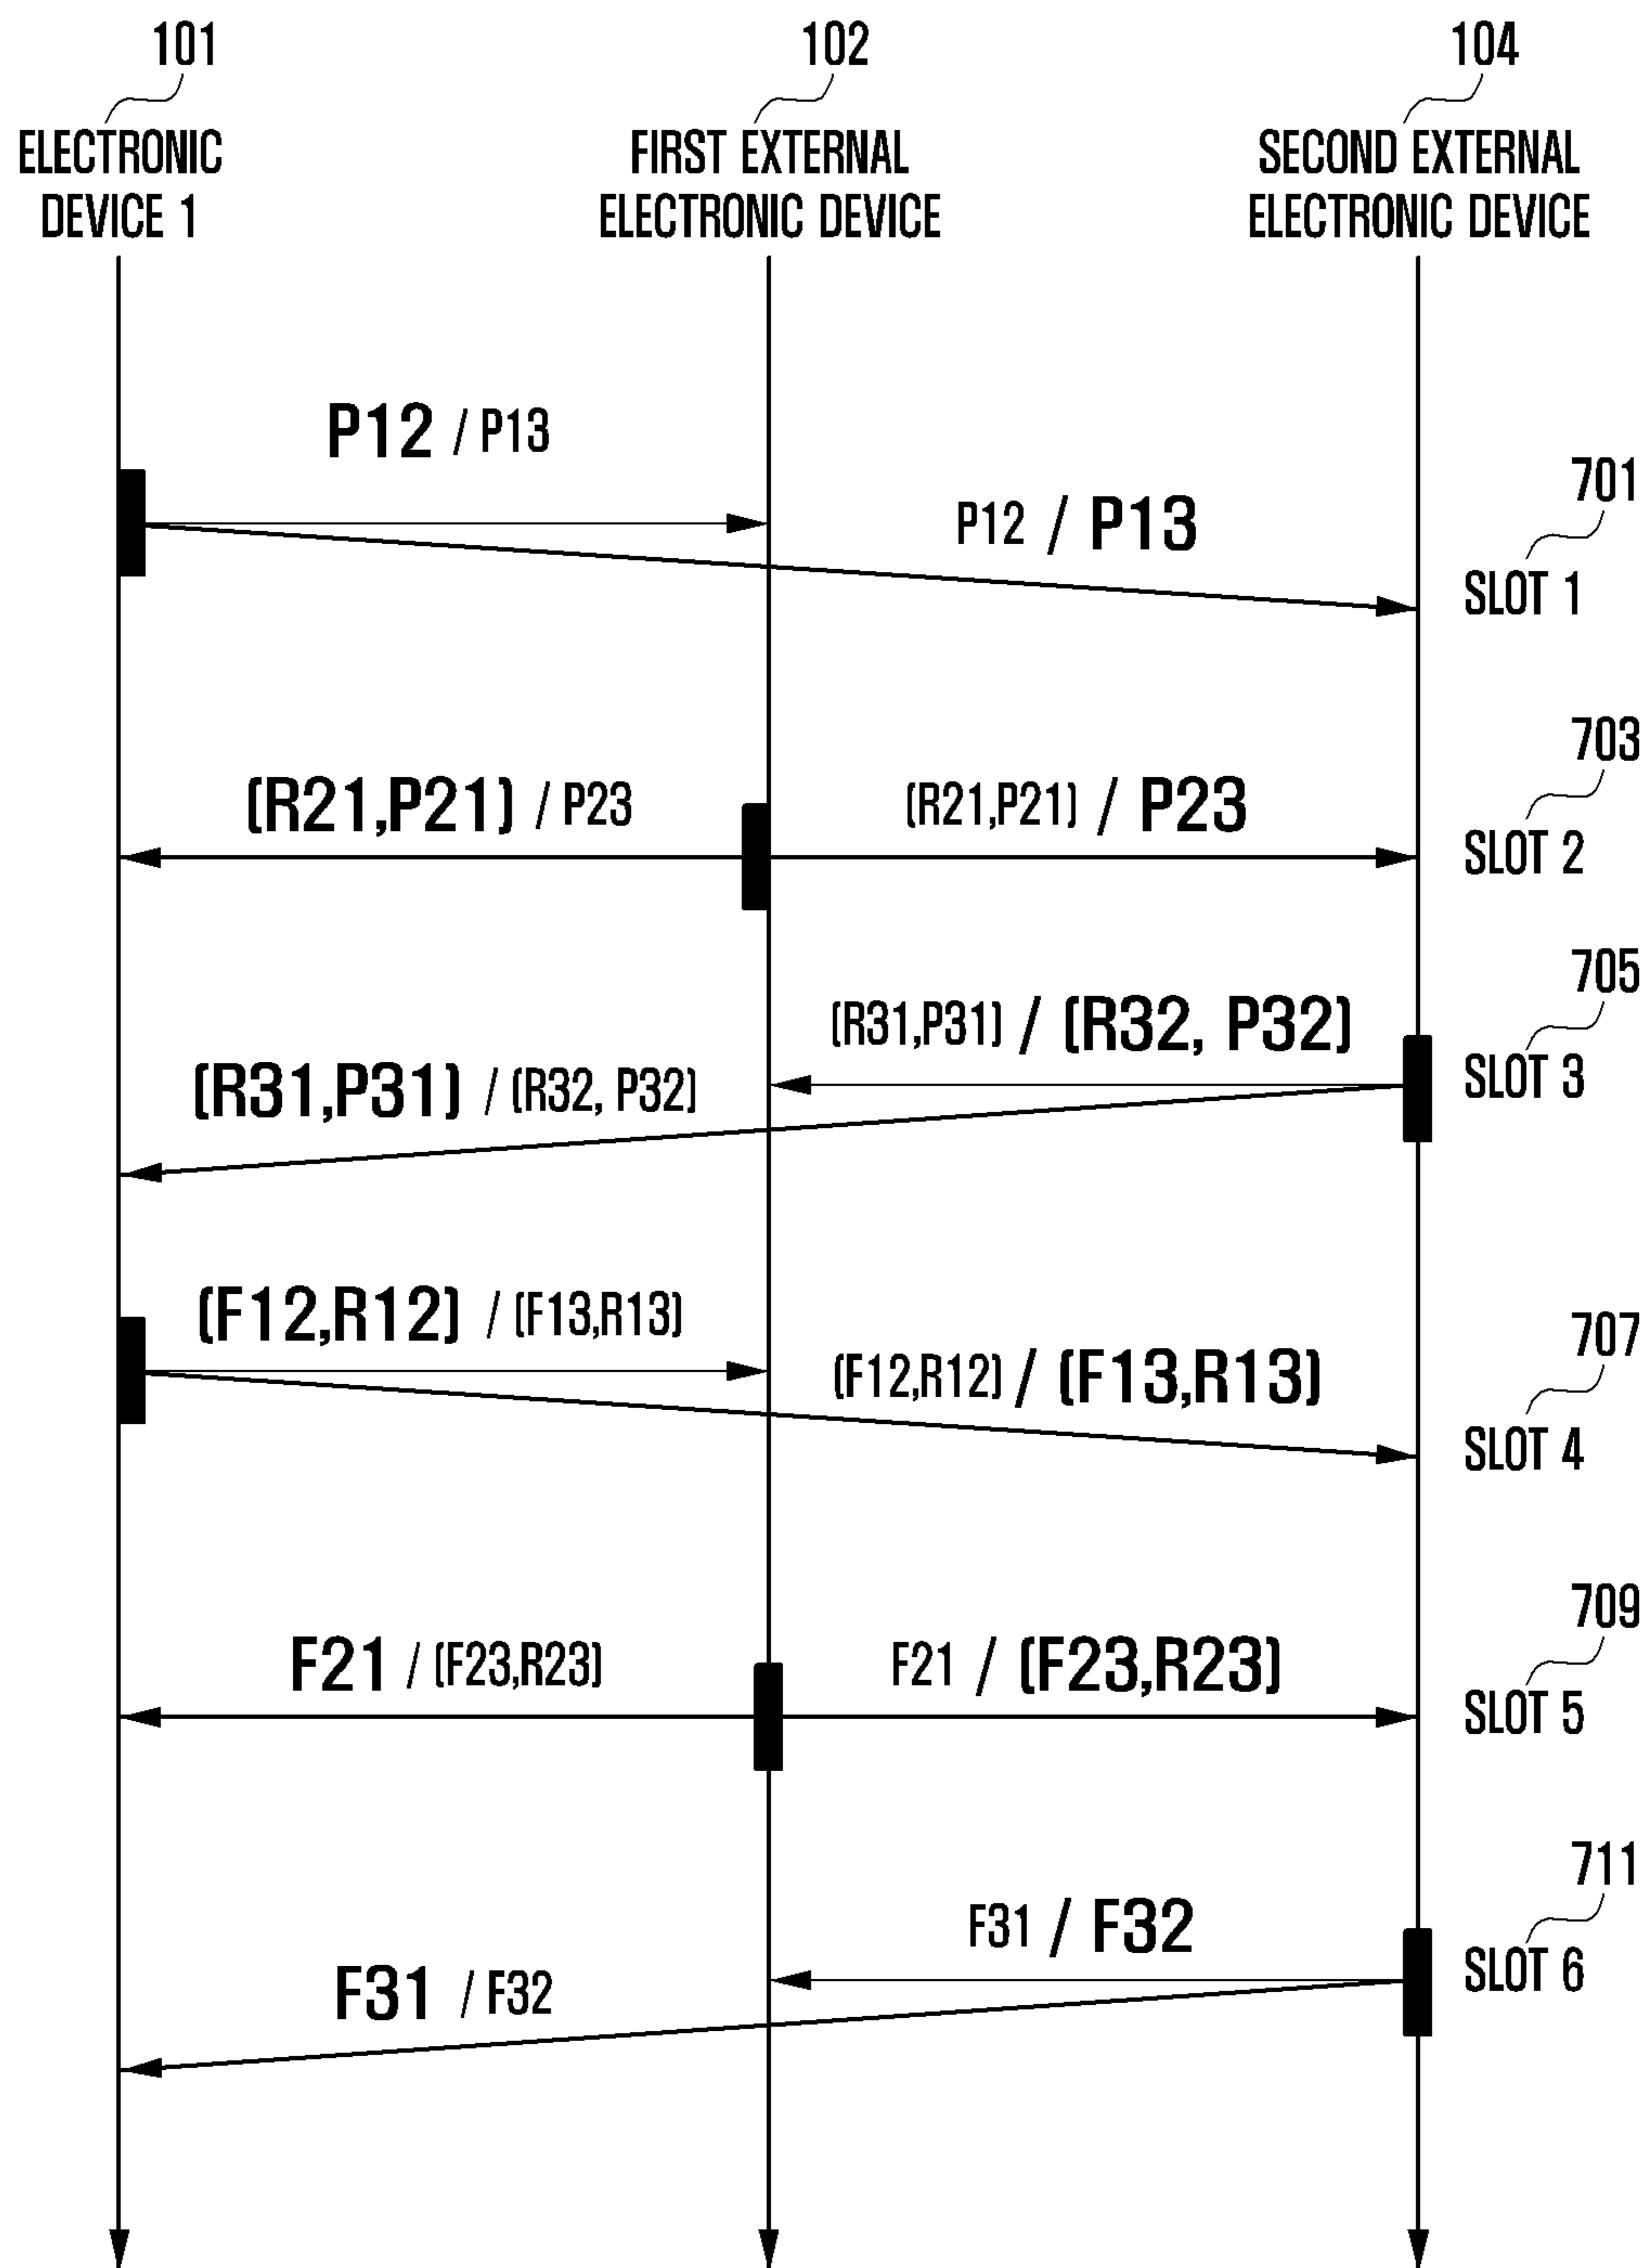 101
102
104
ELECTRONIC
DEVICE 1
FIRST EXTERNAL
ELECTRONIC DEVICE
SECOND EXTERNAL
ELECTRONIC DEVICE
P12 / P13
P12 / P13
701
SLOT 1
703
(R21,P21) / P23
(R21,P21) / P23
SLOT 2
705
(R31,P31) / (R32, P32)
SLOT 3
(R31,P31) / (R32, P32)
(F12,R12) / (F13,R13)
707
(F12,R12) / (F13,R13)
SLOT 4
709
F21 / (F23,R23)
F21 / (F23,R23)
SLOT 5
711
F31 / F32
SLOT 6
F31 / F32